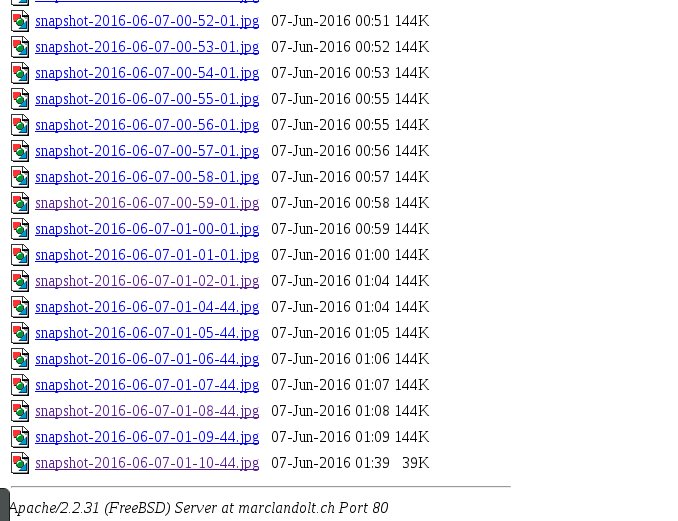 snapshot-2016-06-07-00-52-01.jpg 07-Jun-2016 00:51 144K
snapshot-2016-06-07-00-53-01.jpg 07-Jun-2016 00:52 144K
snapshot-2016-06-07-00-54-01.jpg 07-Jun-2016 00:53 144K
snapshot-2016-06-07-00-55-01.jpg 07-Jun-2016 00:55 144K
snapshot-2016-06-07-00-56-01.jpg 07-Jun-2016 00:55 144K
snapshot-2016-06-07-00-57-01.jpg 07-Jun-2016 00:56 144K
snapshot-2016-06-07-00-58-01.jpg 07-Jun-2016 00:57 144K
snapshot-2016-06-07-00-59-01.jpg 07-Jun-2016 00:58 144K
snapshot-2016-06-07-01-00-01.jpg 07-Jun-2016 00:59 144K
snapshot-2016-06-07-01-01-01.jpg 07-Jun-2016 01:00 144K
snapshot-2016-06-07-01-02-01.jpg 07-Jun-2016 01:04 144K
snapshot-2016-06-07-01-04-44.jpg 07-Jun-2016 01:04 144K
snapshot-2016-06-07-01-05-44.jpg 07-Jun-2016 01:05 144K
snapshot-2016-06-07-01-06-44.jpg 07-Jun-2016 01:06 144K
snapshot-2016-06-07-01-07-44.jpg 07-Jun-2016 01:07 144K
snapshot-2016-06-07-01-08-44.jpg 07-Jun-2016 01:08 144K
snapshot-2016-06-07-01-09-44.jpg 07-Jun-2016 01:09 144K
snapshot-2016-06-07-01-10-44.jpg 07-Jun-2016 01:39 39K
Apache/2.2.31 (FreeBSD) Server at marclandolt.ch Port 80